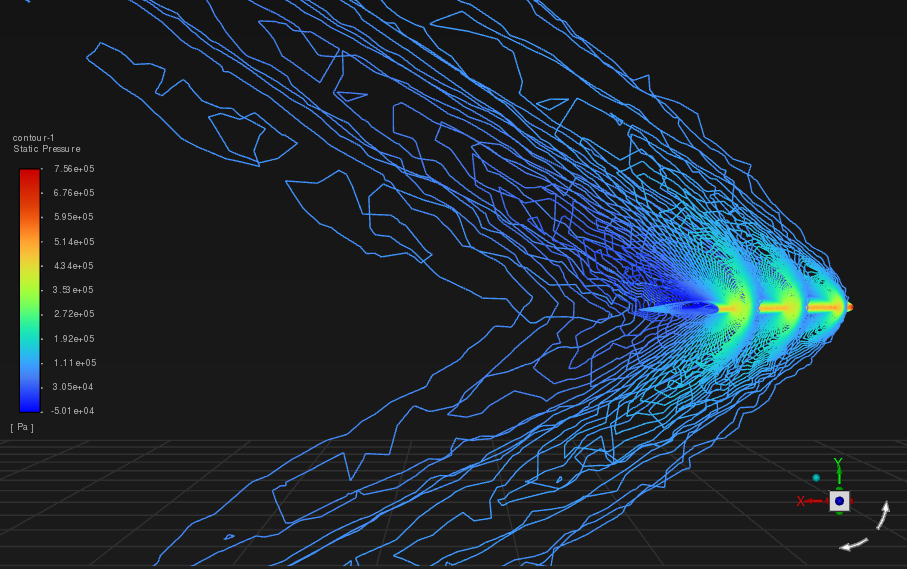 contour-1
Static Pressure
7.56e+05
6.76e+05
5.95e+05
5.14e+05
4.34e+05
3.53e+05
2.72e+05
1.92e+05
1.11e+05
3.05e+04
-5.01e+04
[ Pa ]
Y
X